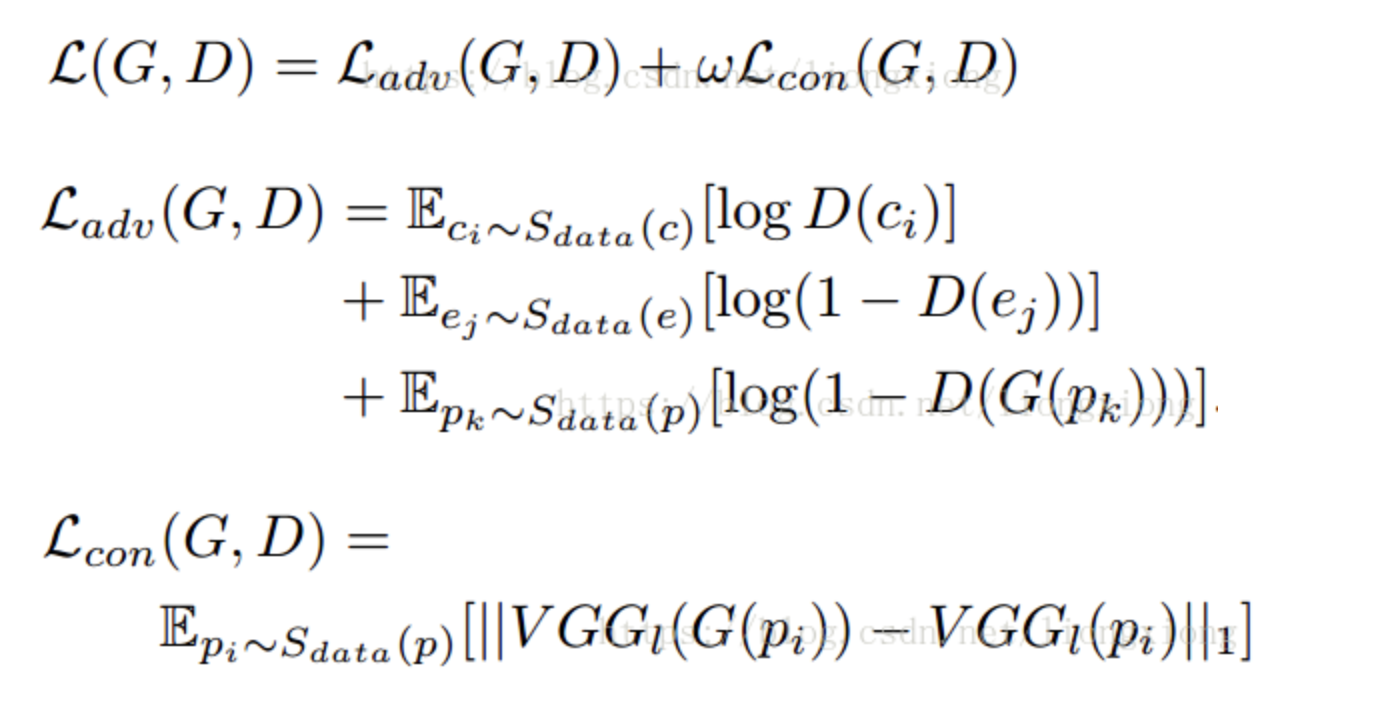 ℒ(G, D) = ℒ_{adv}(G, D) + ωℒ_{con}(G, D)
ℒ_{adv}(G, D) = 𝔼_{c_i∼S_{data}(c)}[log D(c_i)]
+ 𝔼_{e_j∼S_{data}(e)}[log(1 − D(e_j))]
+ 𝔼_{p_k∼S_{data}(p)}[log(1 − D(G(p_k)))].
ℒ_{con}(G, D) =
𝔼_{p_i∼S_{data}(p)}[||VGG_l(G(p_i)) − VGG_l(p_i)||_1]